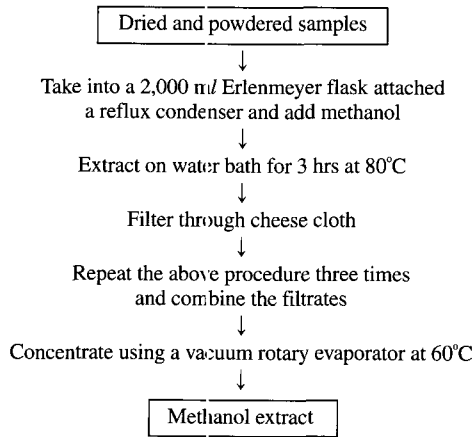 Dried and powdered samples
Take into a 2,000 ml Erlenmeyer flask attached
a reflux condenser and add methanol
Extract on water bath for 3 hrs at 80°C
Filter through cheese cloth
Repeat the above procedure three times
and combine the filtrates
Concentrate using a vacuum rotary evaporator at 60°C
Methanol extract